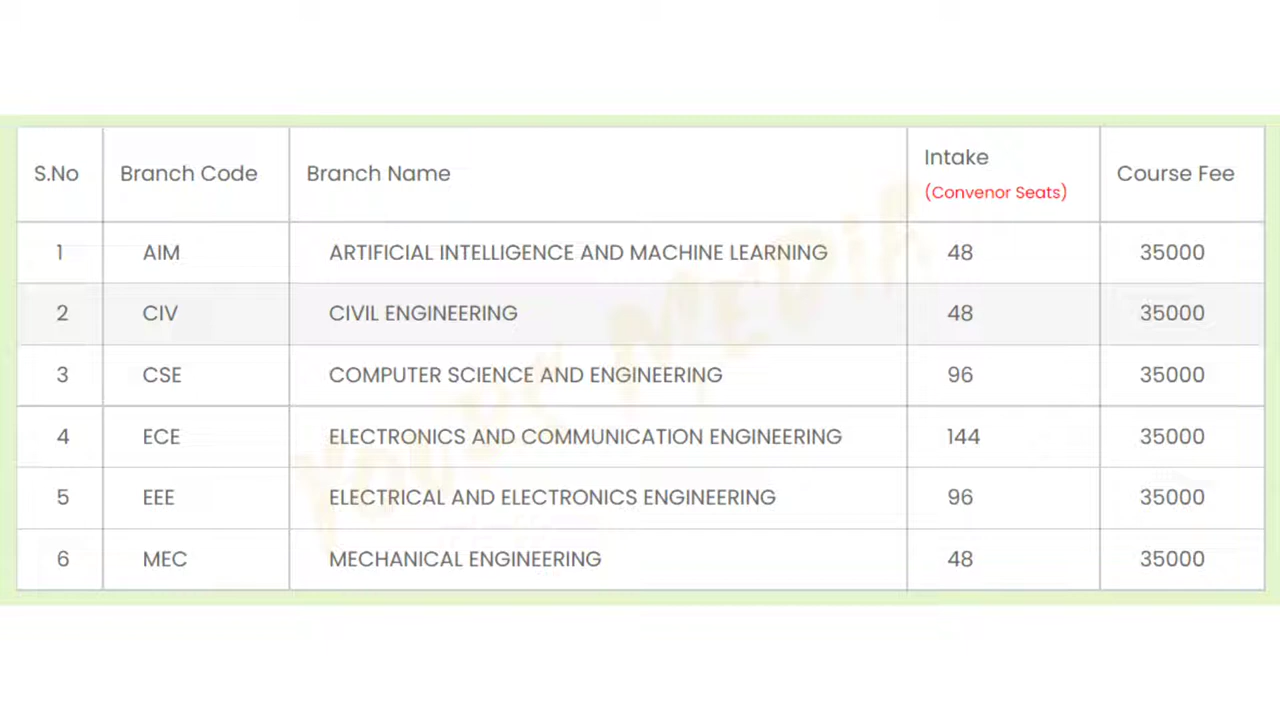 S.No Branch Code Branch Name Intake (Convenor Seats) Course Fee
1 AIM ARTIFICIAL INTELLIGENCE AND MACHINE LEARNING 48 35000
2 CIV CIVIL ENGINEERING 48 35000
3 CSE COMPUTER SCIENCE AND ENGINEERING 96 35000
4 ECE ELECTRONICS AND COMMUNICATION ENGINEERING 144 35000
5 EEE ELECTRICAL AND ELECTRONICS ENGINEERING 96 35000
6 MEC MECHANICAL ENGINEERING 48 35000